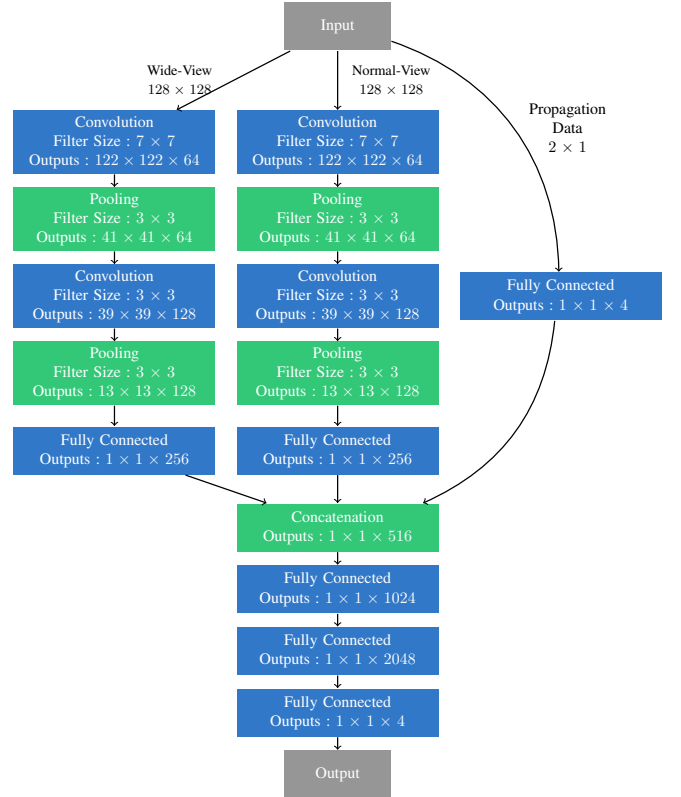 Input
Wide-View
128 × 128
Normal-View
128 × 128
Propagation
Data
2 × 1
Convolution
Filter Size : 7 × 7
Outputs : 122 × 122 × 64
Pooling
Filter Size : 3 × 3
Outputs : 41 × 41 × 64
Convolution
Filter Size : 3 × 3
Outputs : 39 × 39 × 128
Pooling
Filter Size : 3 × 3
Outputs : 13 × 13 × 128
Fully Connected
Outputs : 1 × 1 × 256
Convolution
Filter Size : 7 × 7
Outputs : 122 × 122 × 64
Pooling
Filter Size : 3 × 3
Outputs : 41 × 41 × 64
Convolution
Filter Size : 3 × 3
Outputs : 39 × 39 × 128
Pooling
Filter Size : 3 × 3
Outputs : 13 × 13 × 128
Fully Connected
Outputs : 1 × 1 × 256
Fully Connected
Outputs : 1 × 1 × 4
Concatenation
Outputs : 1 × 1 × 516
Fully Connected
Outputs : 1 × 1 × 1024
Fully Connected
Outputs : 1 × 1 × 2048
Fully Connected
Outputs : 1 × 1 × 4
Output